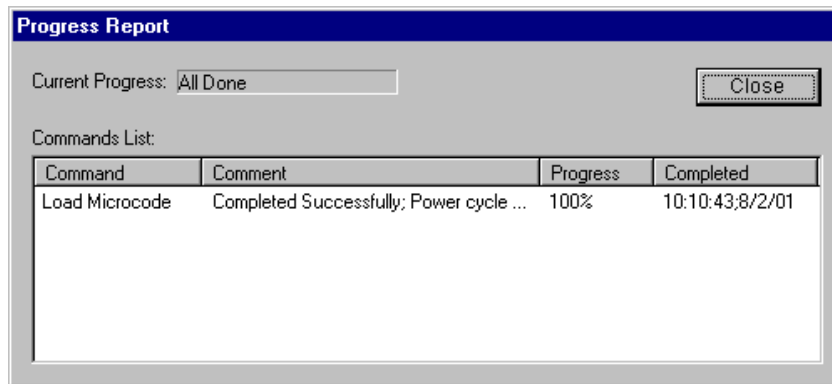 Progress Report
Current Progress: All Done
Close
Commands List:
Command Comment Progress Completed
Load Microcode Completed Successfully; Power cycle ... 100% 10:10:43;8/2/01